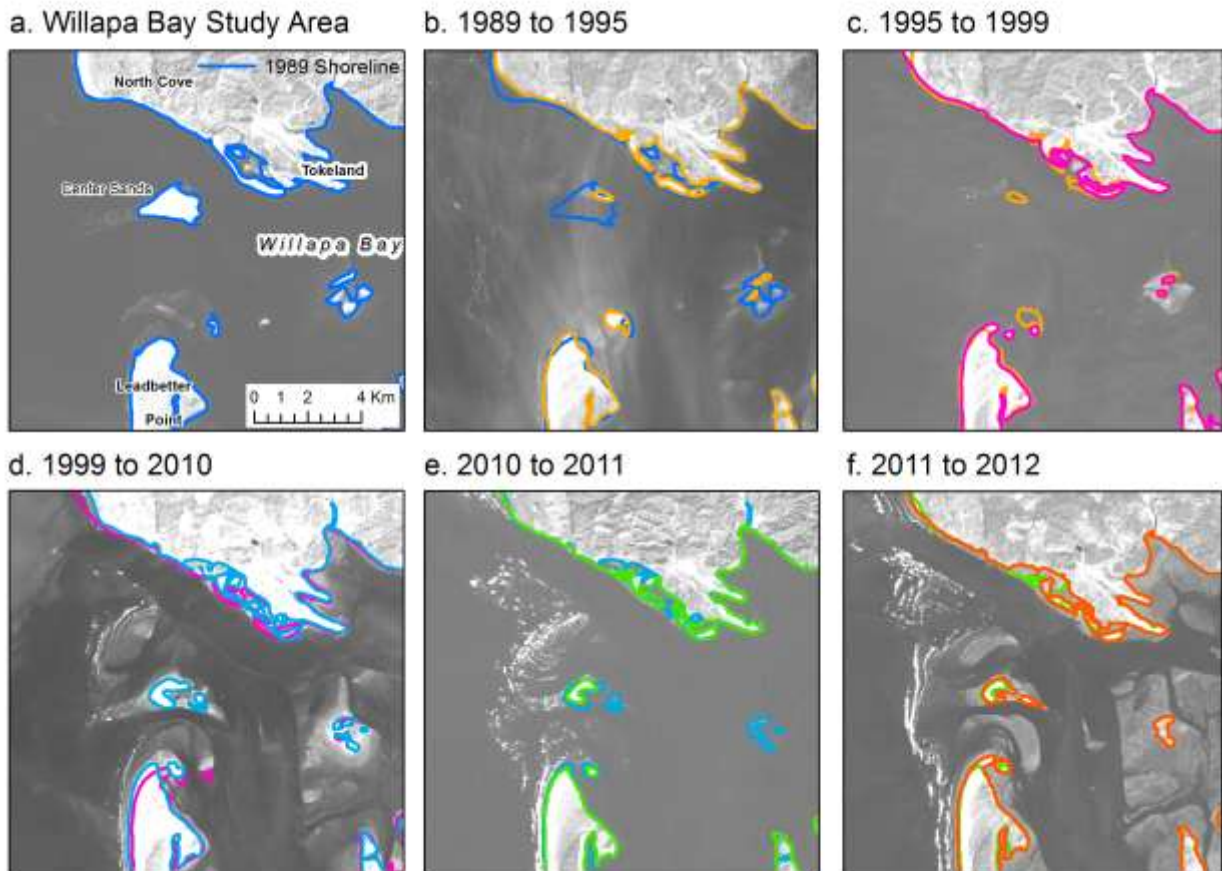 a. Willapa Bay Study Area
b. 1989 to 1995
c. 1995 to 1999
1989 Shoreline
North Cove
Tokeland
Center Sands
Willapa Bay
Leadbetter
Point
0 1 2 4 Km
d. 1999 to 2010
e. 2010 to 2011
f. 2011 to 2012